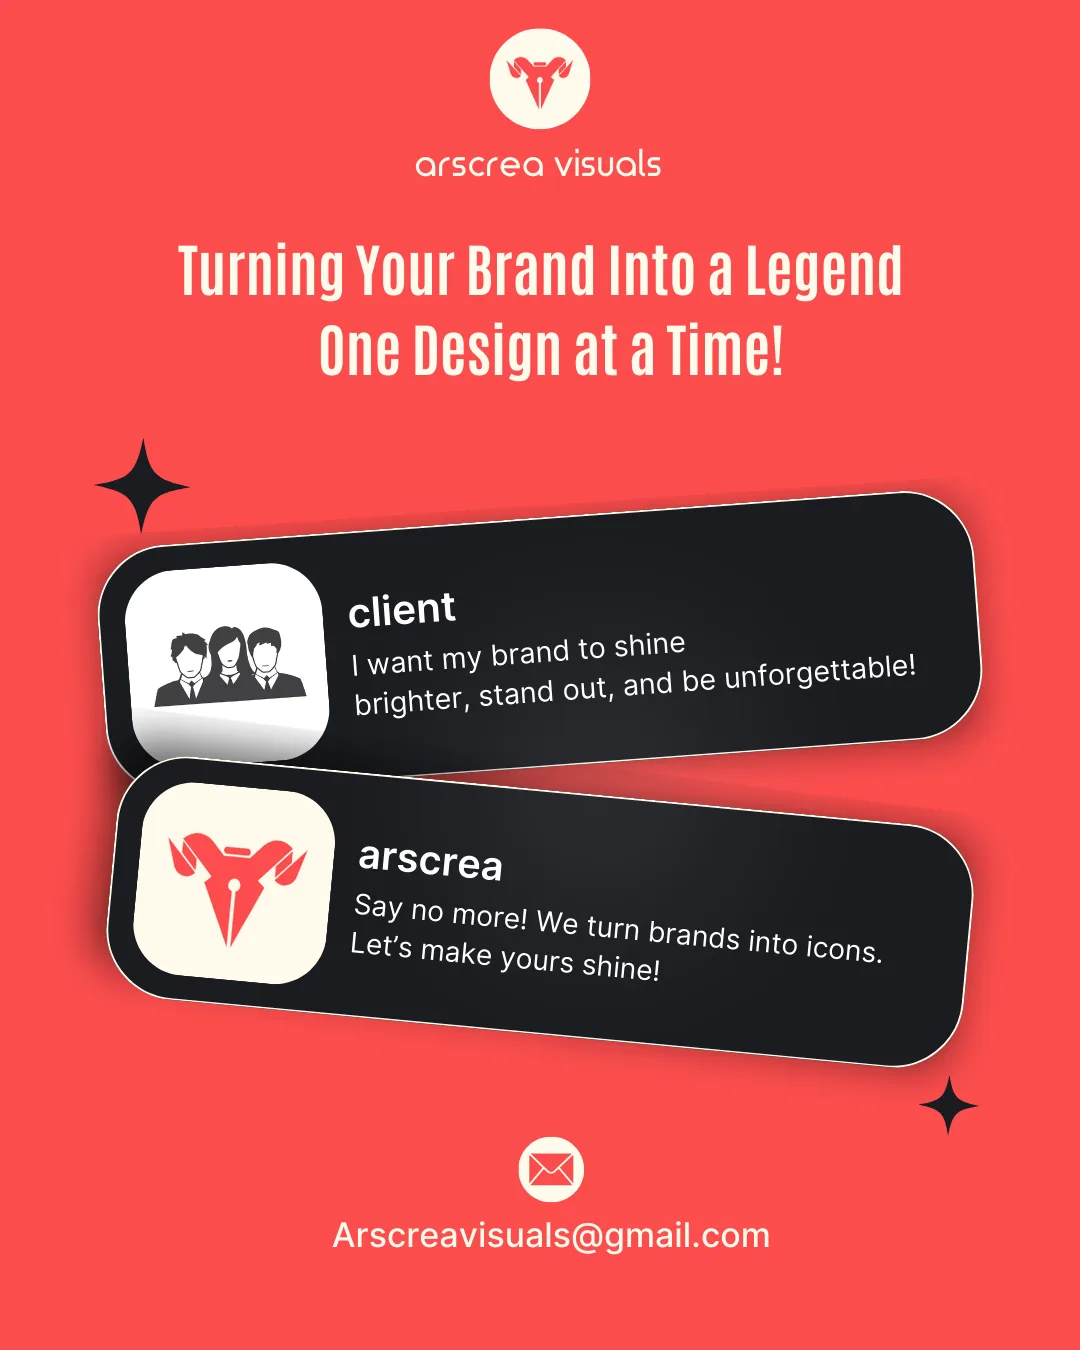 arscrea visuals
Turning Your Brand Into a Legend
One Design at a Time!
client
I want my brand to shine
brighter, stand out, and be unforgettable!
arscrea
Say no more! We turn brands into icons.
Let’s make yours shine!
Arscreavisuals@gmail.com